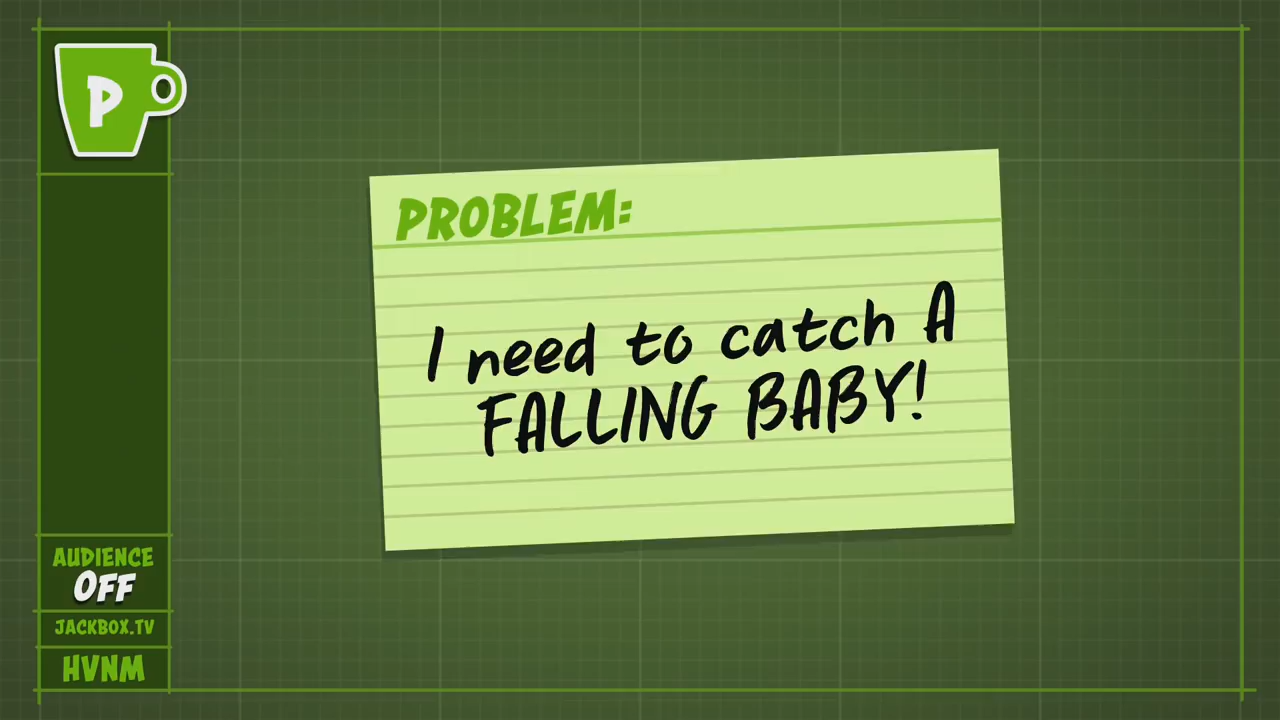 P
PROBLEM:
I need to catch A
FALLING BABY!
AUDIENCE
OFF
JACKBOX.TV
HVNM